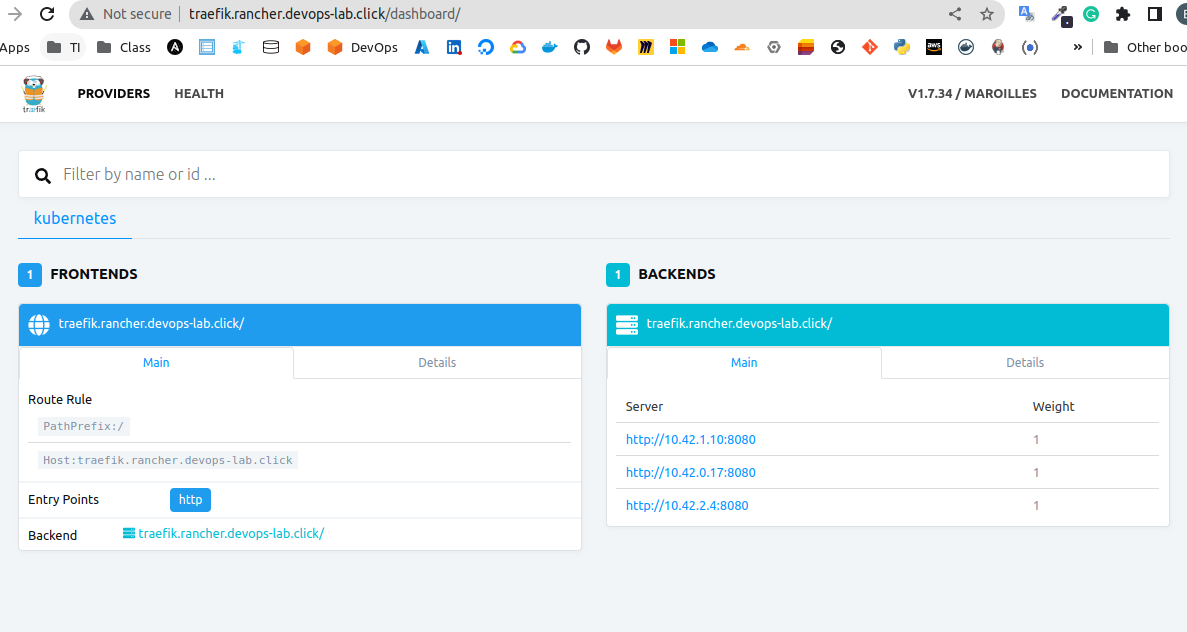 Not secure traefik.rancher.devops-lab.click/dashboard/
Apps TI Class DevOps aws » Other boo
træfik PROVIDERS HEALTH V1.7.34 / MAROILLES DOCUMENTATION
Filter by name or id ...
kubernetes
1 FRONTENDS
traefik.rancher.devops-lab.click/
Main Details
Route Rule
PathPrefix:/
Host:traefik.rancher.devops-lab.click
Entry Points http
Backend traefik.rancher.devops-lab.click/
1 BACKENDS
traefik.rancher.devops-lab.click/
Main Details
Server Weight
http://10.42.1.10:8080 1
http://10.42.0.17:8080 1
http://10.42.2.4:8080 1